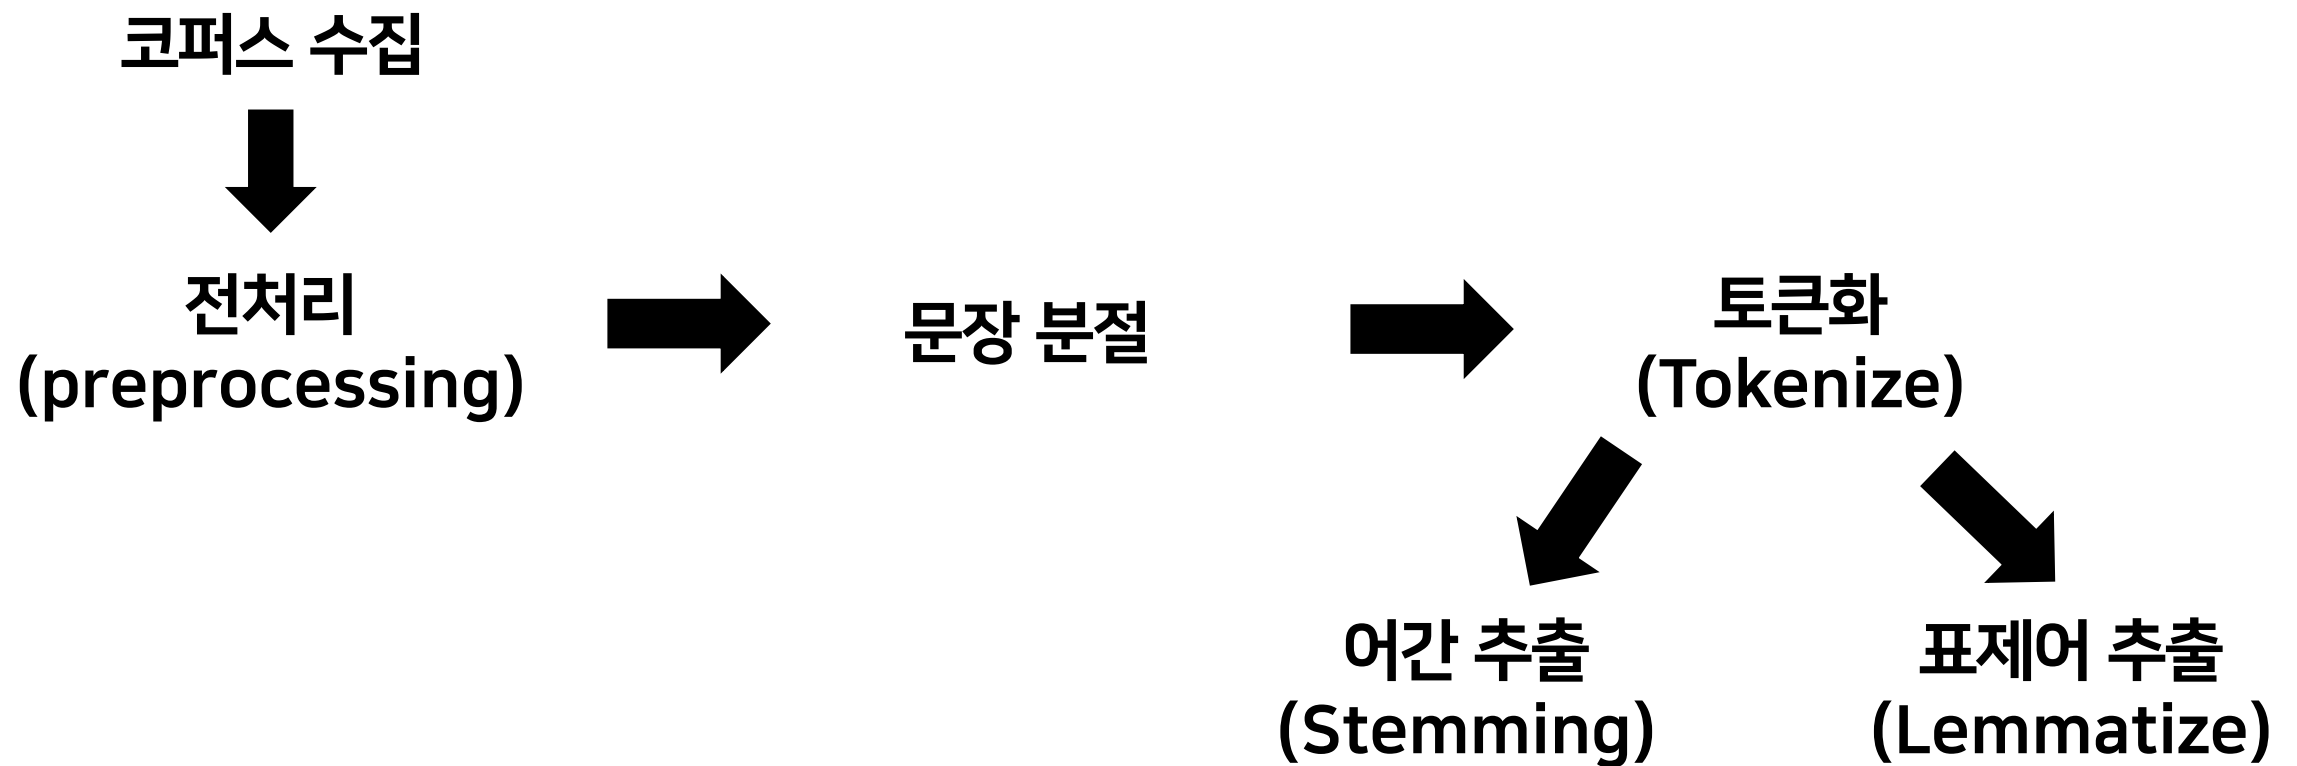 코퍼스 수집
전처리
(preprocessing)
문장 분절
토큰화
(Tokenize)
어간 추출
(Stemming)
표제어 추출
(Lemmatize)